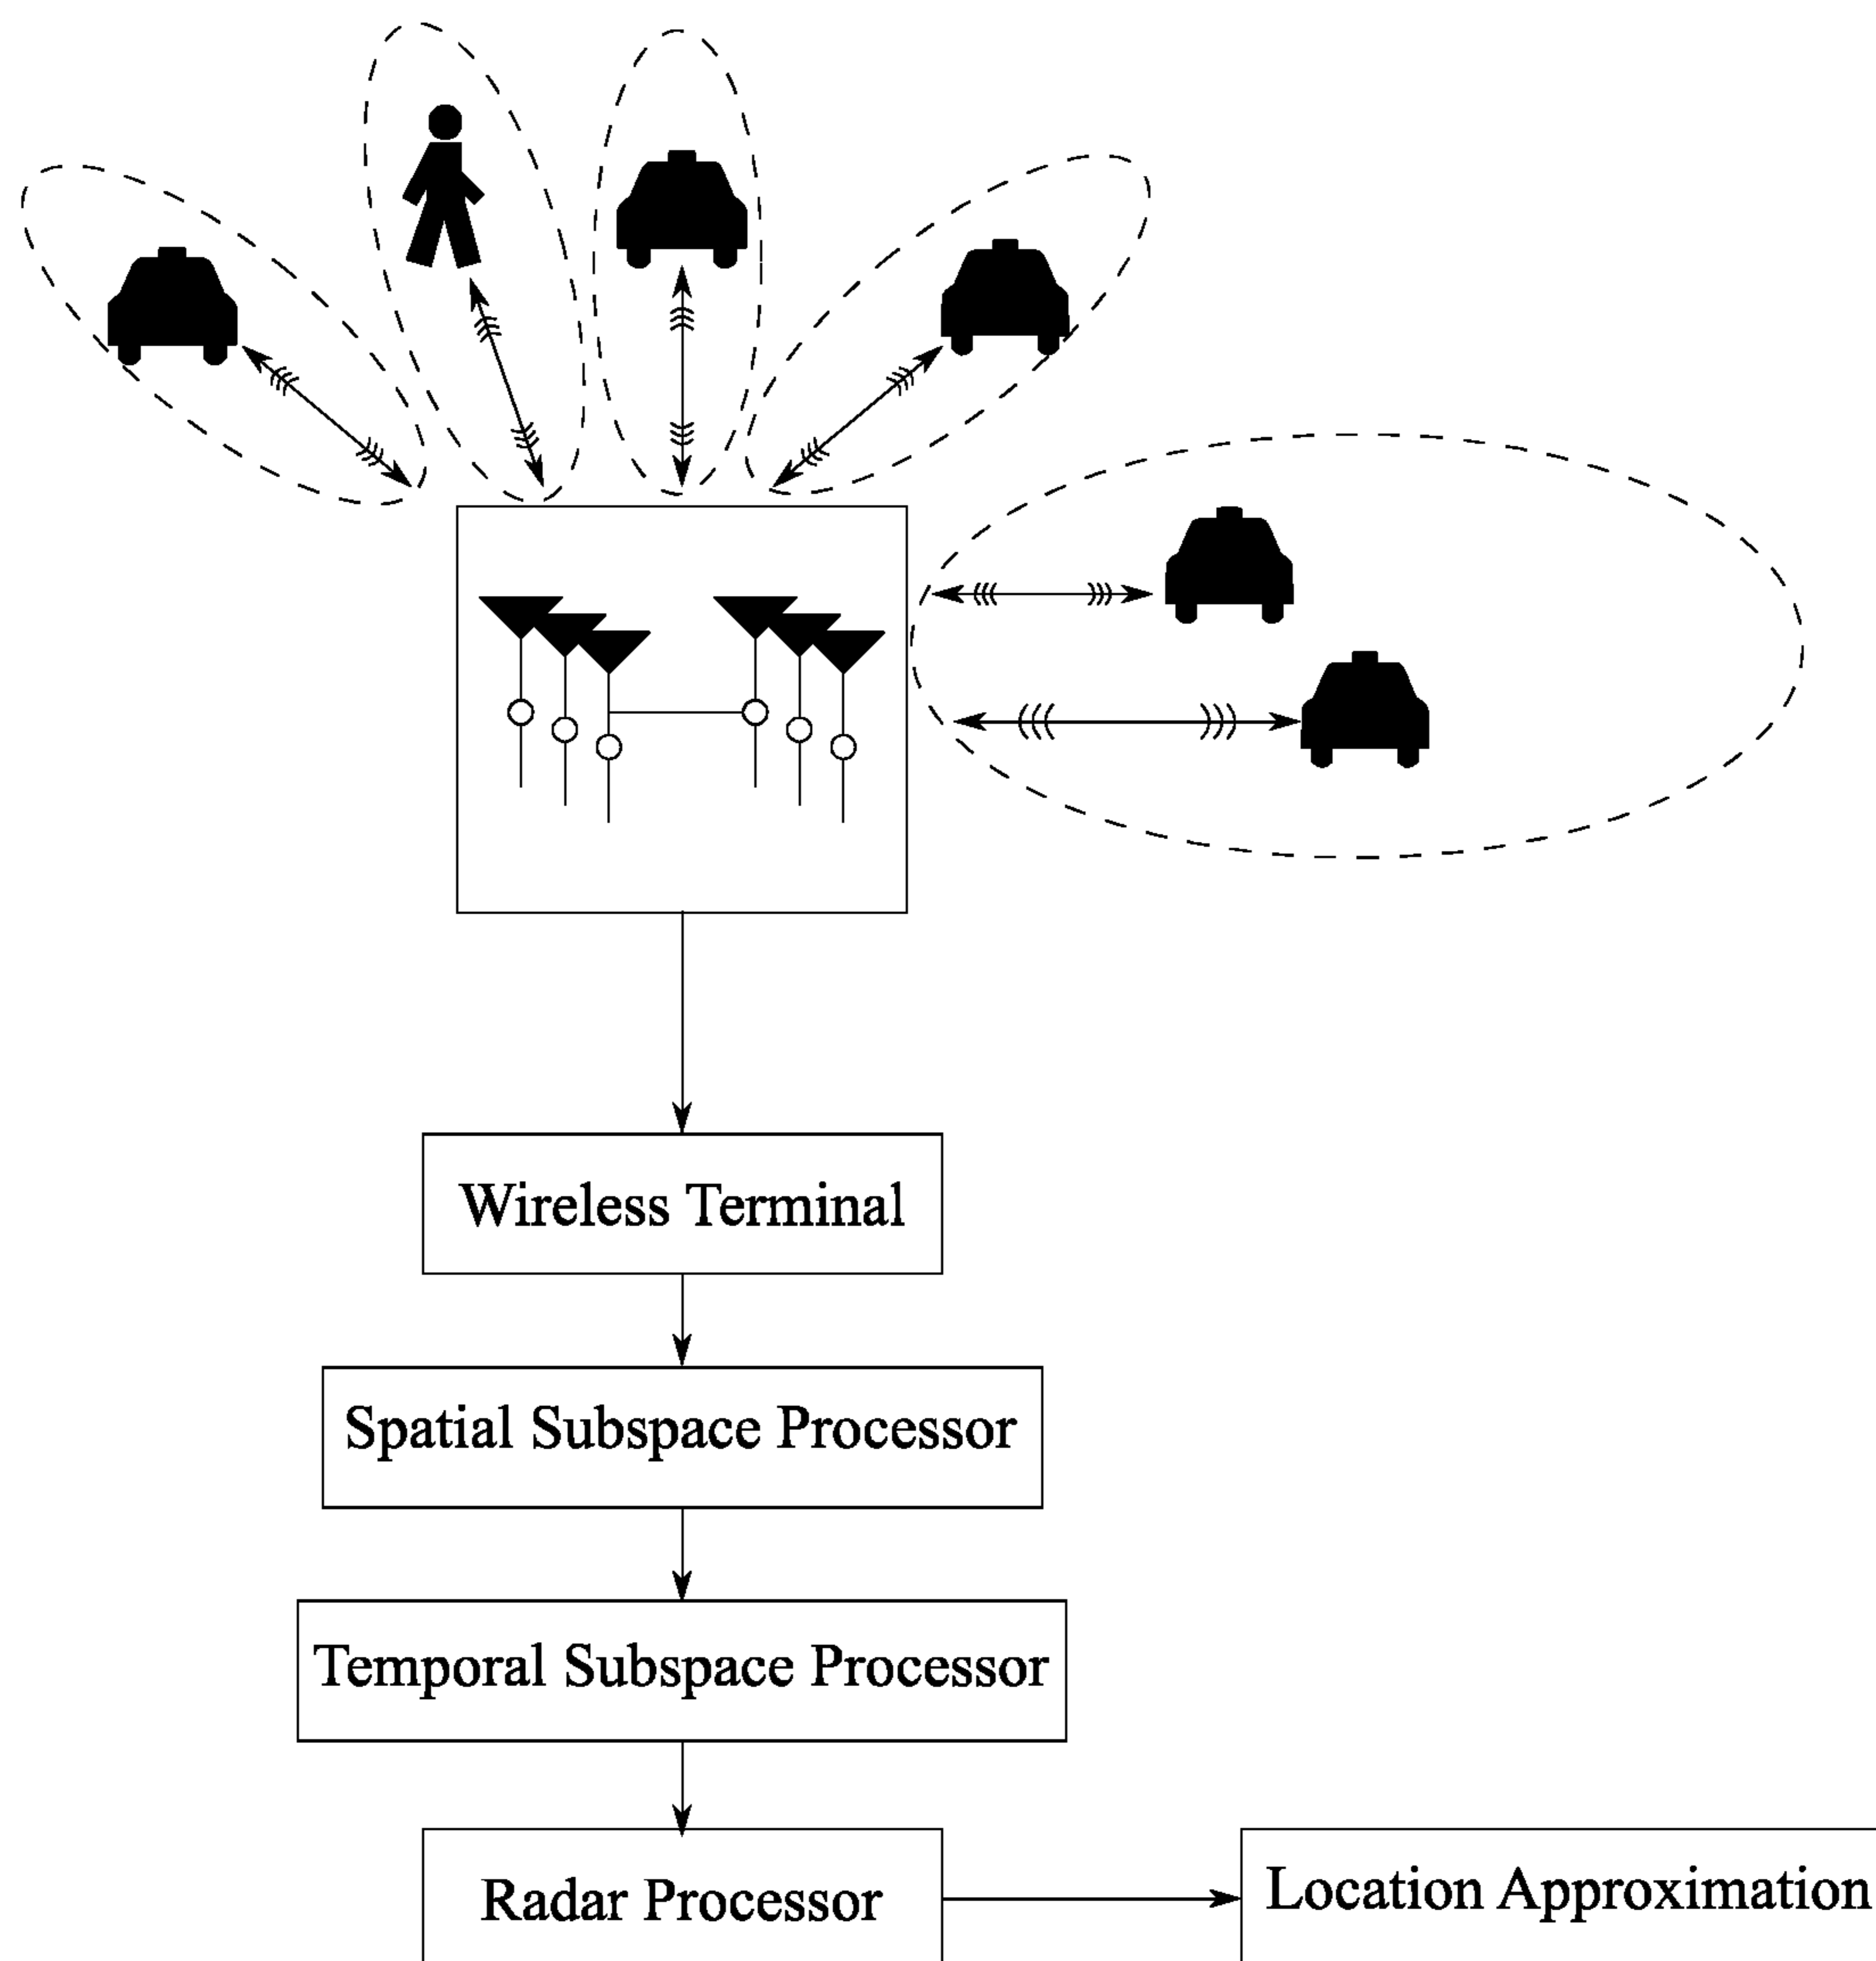 Wireless Terminal
Spatial Subspace Processor
Temporal Subspace Processor
Radar Processor
Location Approximation